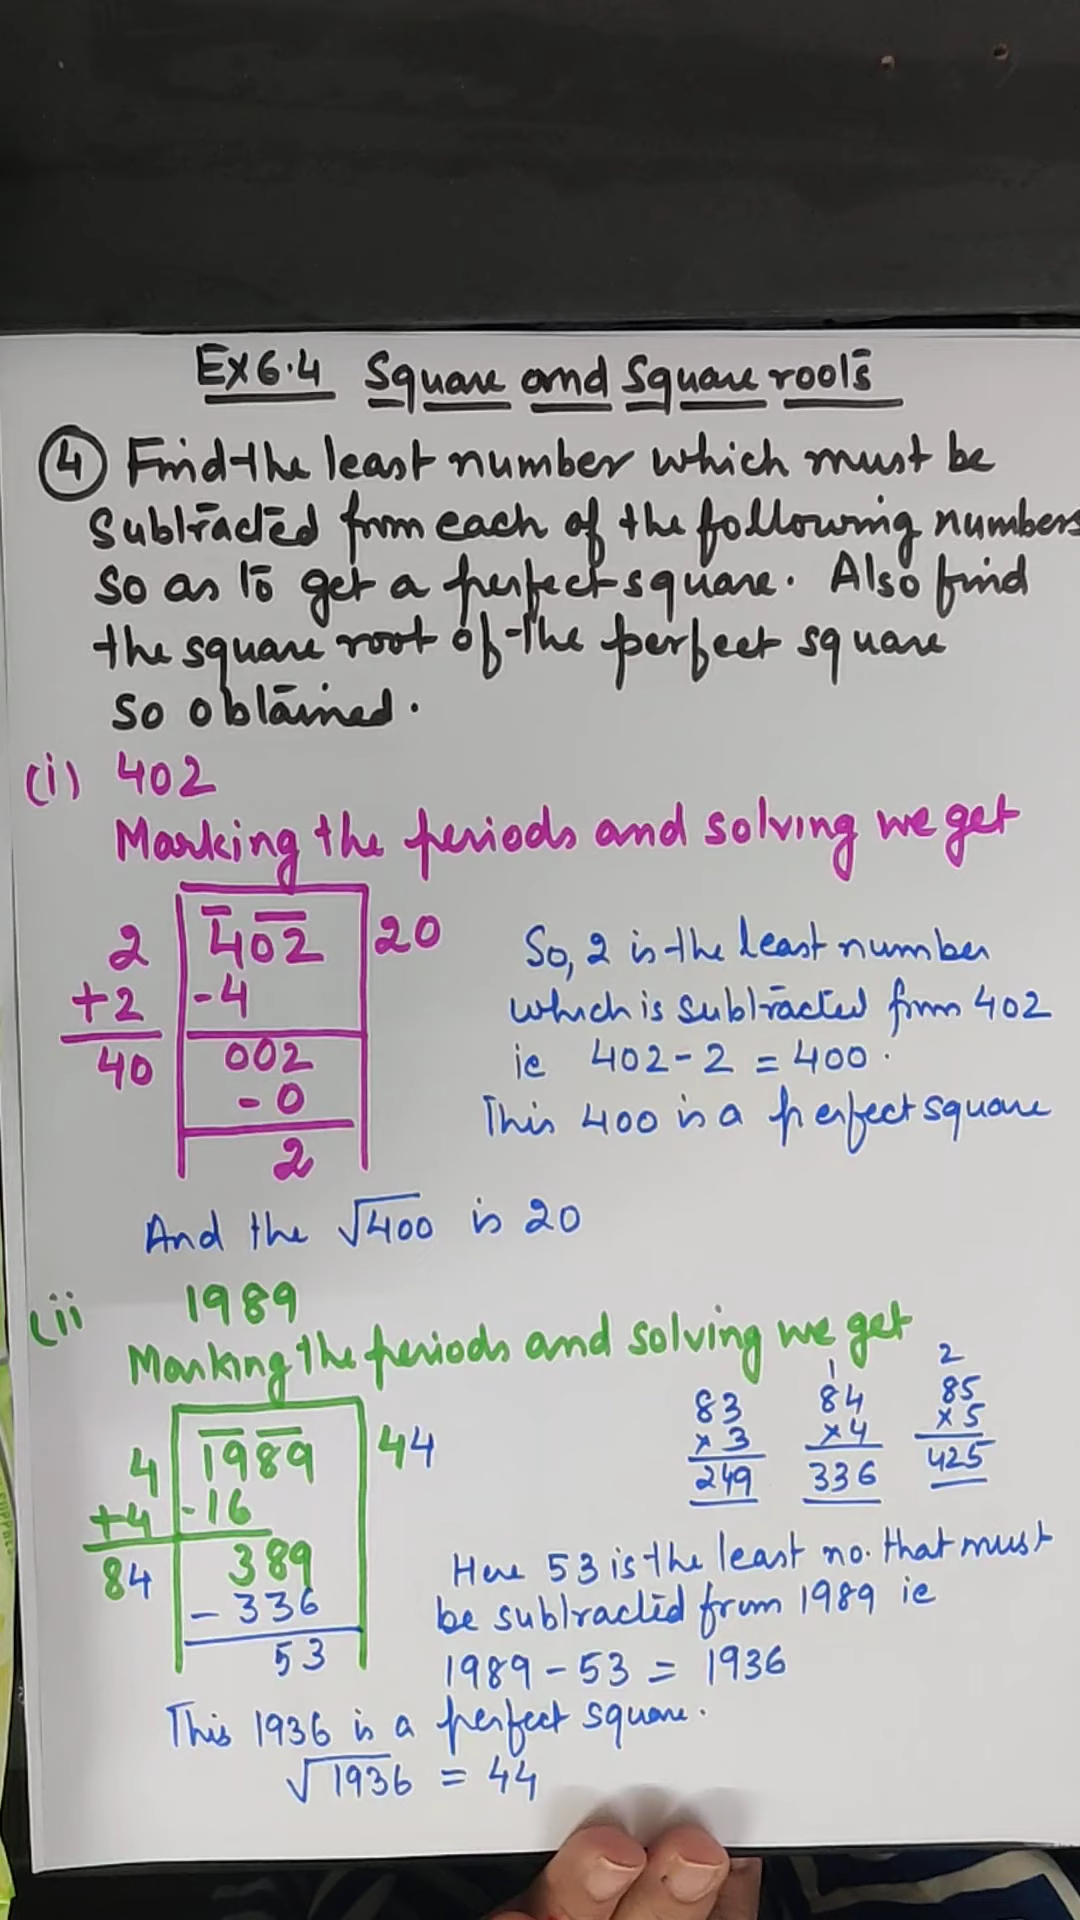 Ex 6.4 Square and Square roots
④ Find the least number which must be
Subtracted from each of the following numbers
so as to get a perfect square. Also find
the square root of the perfect square
so obtained.
(i) 402
Marking the periods and solving we get
2 402 20
+2 -4
40 002
- 0
2
So, 2 is the least number
which is subtracted from 402
ie 402 - 2 = 400.
This 400 is a perfect square
And the √400 is 20
(ii 1989
Marking the periods and solving we get
4 1989 44
+4 -16
84 389
- 336
53
83
x 3
249
1
84
x4
336
2
85
x 5
425
Here 53 is the least no. that must
be subtracted from 1989 ie
1989 - 53 = 1936
This 1936 is a perfect square.
√1936 = 44